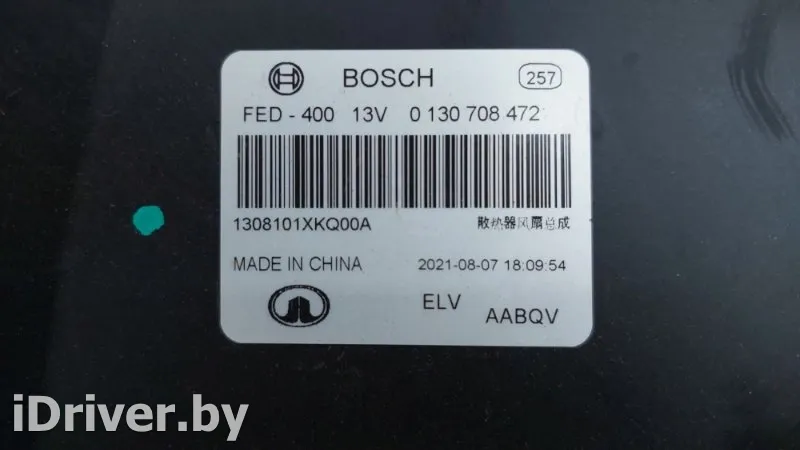 BOSCH 257
FED - 400 13V 0 130 708 472
1308101XKQ00A 散热器风扇总成
MADE IN CHINA 2021-08-07 18:09:54
ELV AABQV
iDriver.by